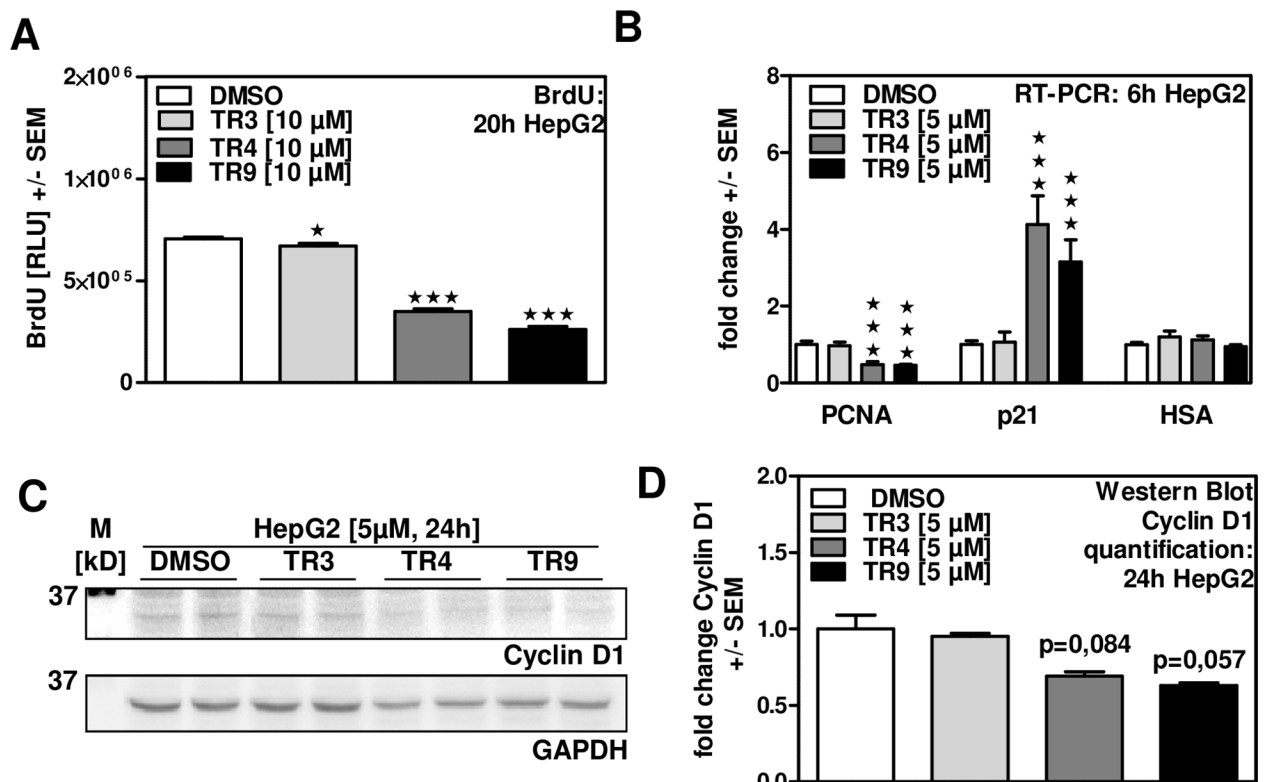 A
BrdU [RLU] +/- SEM
2×10⁰⁶
1×10⁰⁶
5×10⁰⁵
0
DMSO
TR3 [10 µM]
TR4 [10 µM]
TR9 [10 µM]
BrdU:
20h HepG2
★
★★★
★★★
B
fold change +/- SEM
8
6
4
2
0
DMSO
TR3 [5 µM]
TR4 [5 µM]
TR9 [5 µM]
RT-PCR: 6h HepG2
★★★
★★★
★★★
★★★
PCNA
p21
HSA
C
M
[kD]
HepG2 [5µM, 24h]
DMSO
TR3
TR4
TR9
37
Cyclin D1
37
GAPDH
D
fold change Cyclin D1
+/- SEM
2.0
1.5
1.0
0.5
0.0
DMSO
TR3 [5 µM]
TR4 [5 µM]
TR9 [5 µM]
Western Blot
Cyclin D1
quantification:
24h HepG2
p=0,084
p=0,057